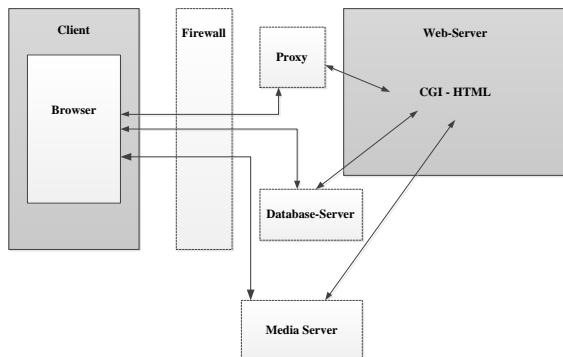 Client
Firewall
Web-Server
Proxy
CGI - HTML
Browser
Database-Server
Media Server